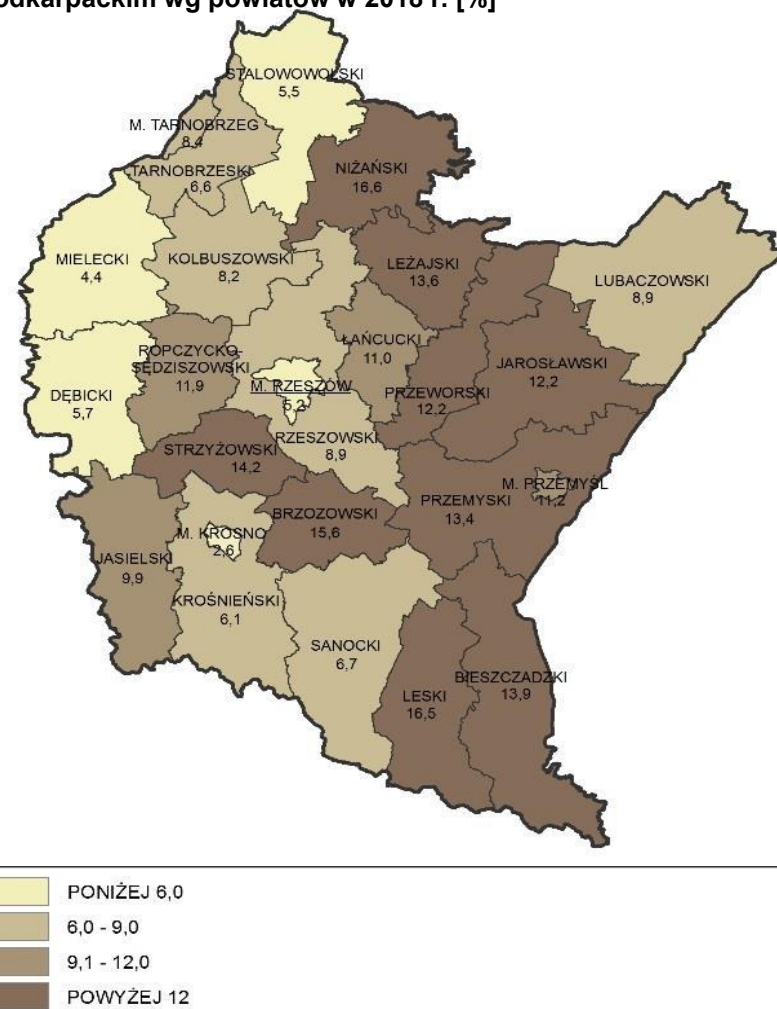 odkarpackim wg powiatów w 2018 r. [%]
STALOWOWOLSKI
5,5
M. TARNOBRZEG
8,4
TARNOBRZESKI
6,6
NIŻAŃSKI
16,6
MIELECKI
4,4
KOLBUSZOWSKI
8,2
LEŻAJSKI
13,6
LUBACZOWSKI
8,9
ROPCZYCKO-
SĘDZISZOWSKI
11,9
ŁAŃCUCKI
11,0
JAROSŁAWSKI
12,2
DĘBICKI
5,7
M. RZESZÓW
5,2
PRZEWORSKI
12,2
STRZYŻOWSKI
14,2
RZESZOWSKI
8,9
PRZEMYSKI
13,4
M. PRZEMYŚL
11,2
BRZOZOWSKI
15,6
M. KROSNO
2,6
JASIELSKI
9,9
KROŚNIEŃSKI
6,1
SANOCKI
6,7
LESKI
16,5
BIESZCZADZKI
13,9
PONIŻEJ 6,0
6,0 - 9,0
9,1 - 12,0
POWYŻEJ 12